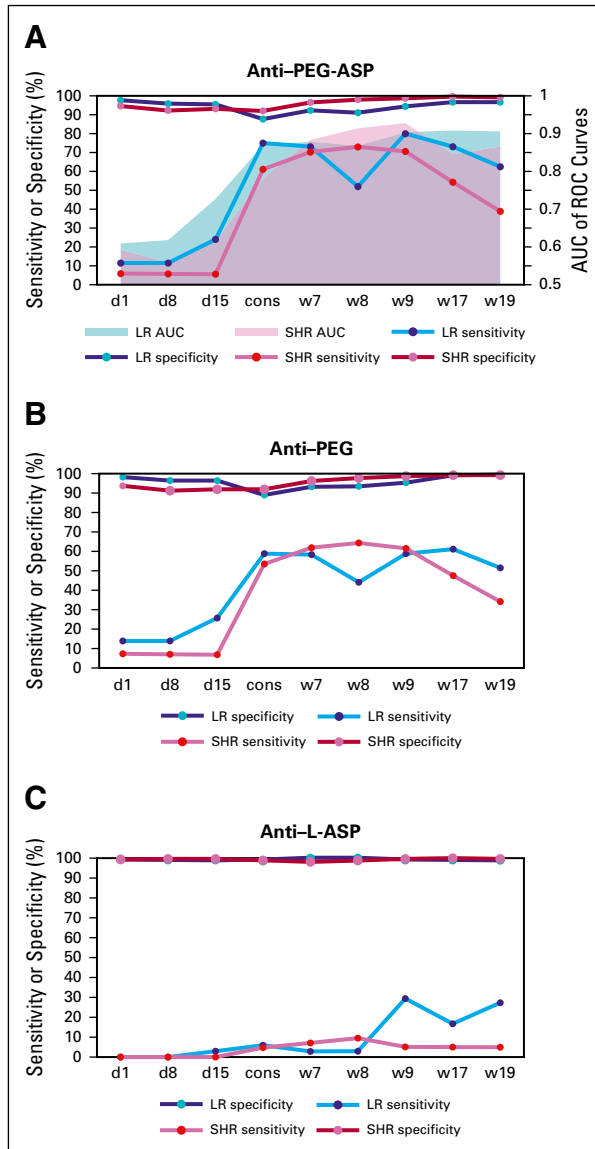 A
Anti–PEG-ASP
Sensitivity or Specificity (%)
100
90
80
70
60
50
40
30
20
10
0
1
0.9
0.8
0.7
0.6
0.5
AUC of ROC Curves
d1 d8 d15 cons w7 w8 w9 w17 w19
LR AUC SHR AUC LR sensitivity
LR specificity SHR sensitivity SHR specificity
B
Anti–PEG
Sensitivity or Specificity (%)
100
90
80
70
60
50
40
30
20
10
0
d1 d8 d15 cons w7 w8 w9 w17 w19
LR specificity LR sensitivity
SHR sensitivity SHR specificity
C
Anti–L-ASP
Sensitivity or Specificity (%)
100
90
80
70
60
50
40
30
20
10
0
d1 d8 d15 cons w7 w8 w9 w17 w19
LR specificity LR sensitivity
SHR sensitivity SHR specificity